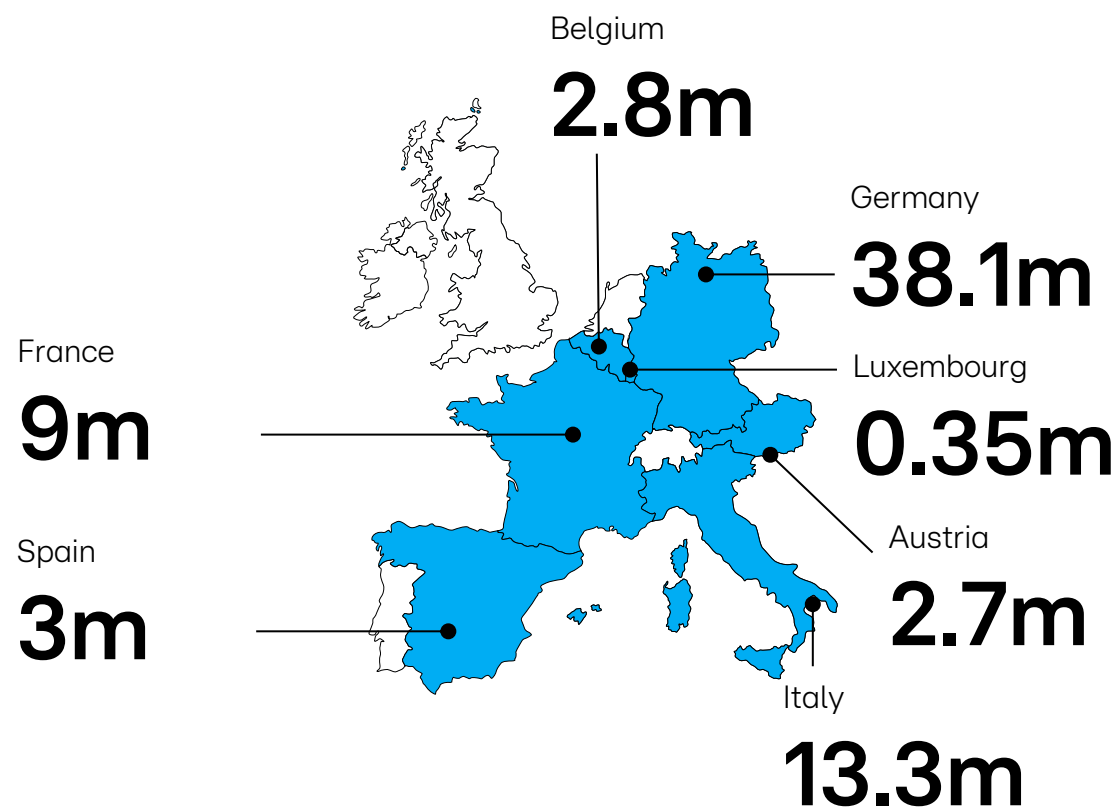 Belgium
2.8m
Germany
38.1m
France
9m
Luxembourg
0.35m
Spain
3m
Austria
2.7m
Italy
13.3m